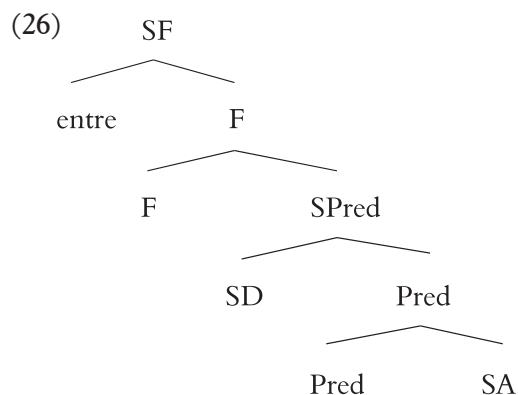 (26) SF
entre F
F SPred
SD Pred
Pred SA